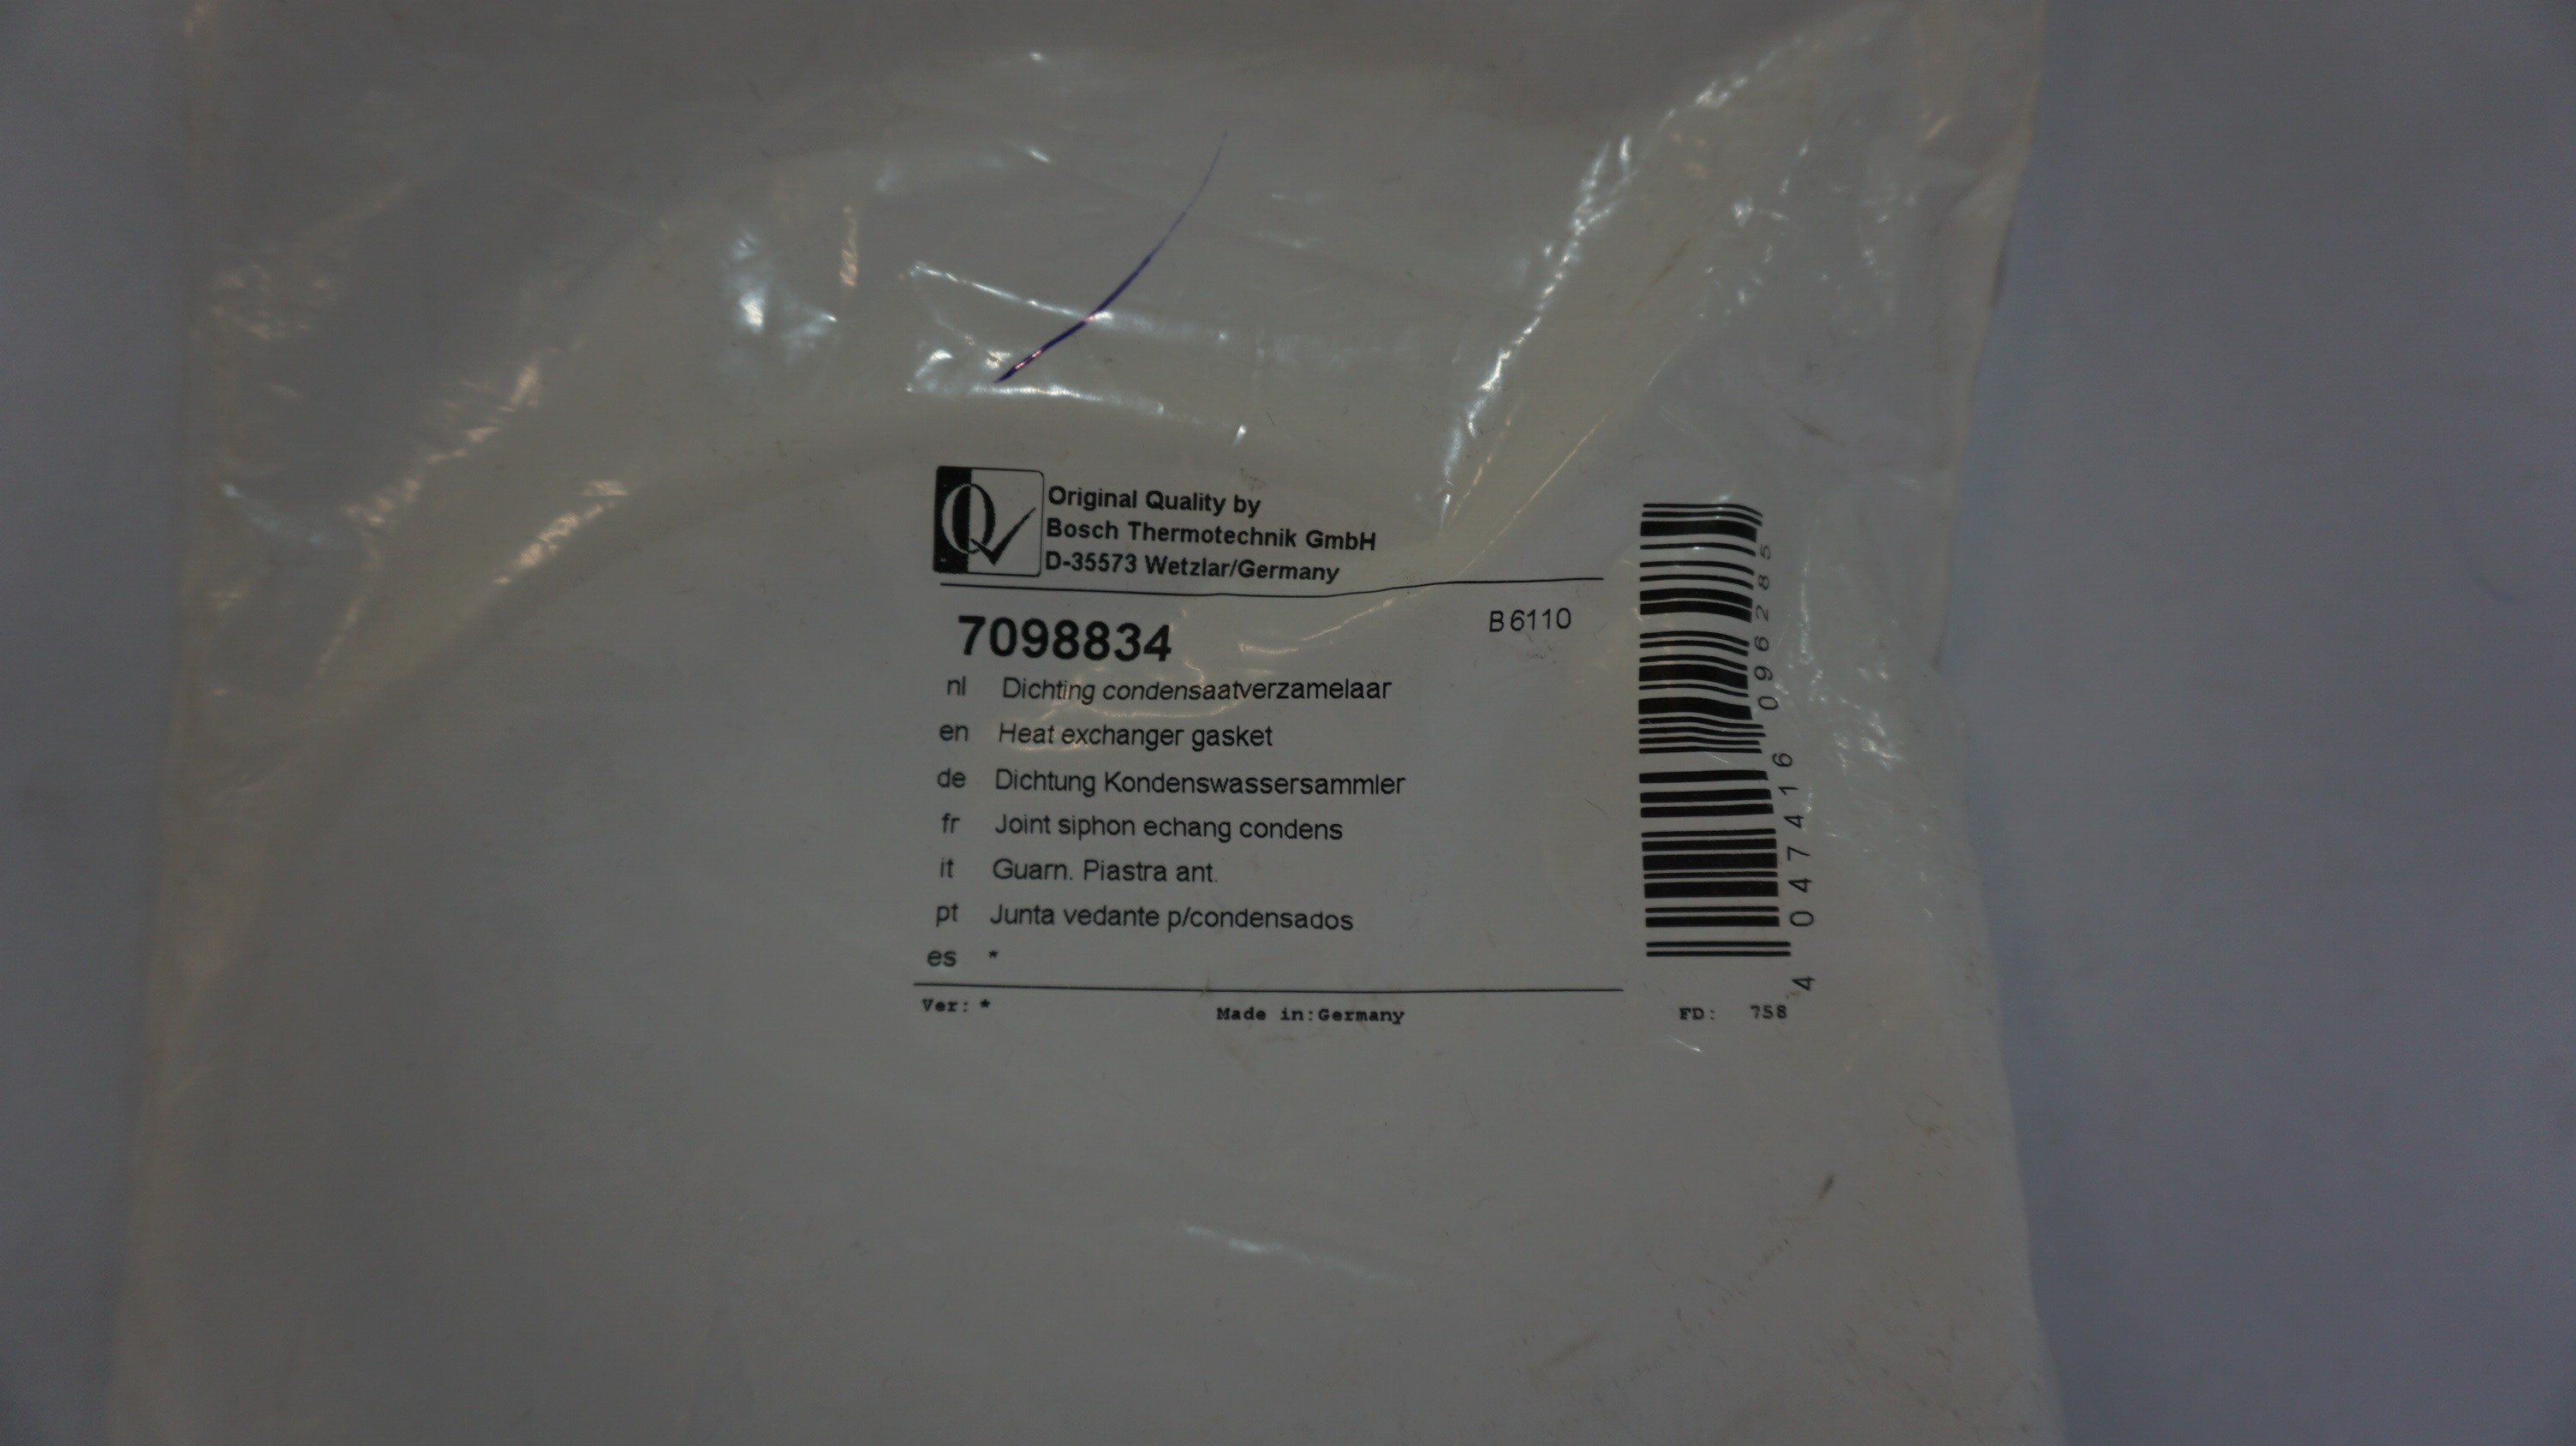 Original Quality by
Bosch Thermotechnik GmbH
D-35573 Wetzlar/Germany
7098834
B6110
nl Dichting condensaatverzamelaar
en Heat exchanger gasket
de Dichtung Kondenswassersammler
fr Joint siphon echang condens
it Guarn. Piastra ant.
pt Junta vedante p/condensados
es *
Ver: * Made in:Germany FD: 758
4 047416 096285